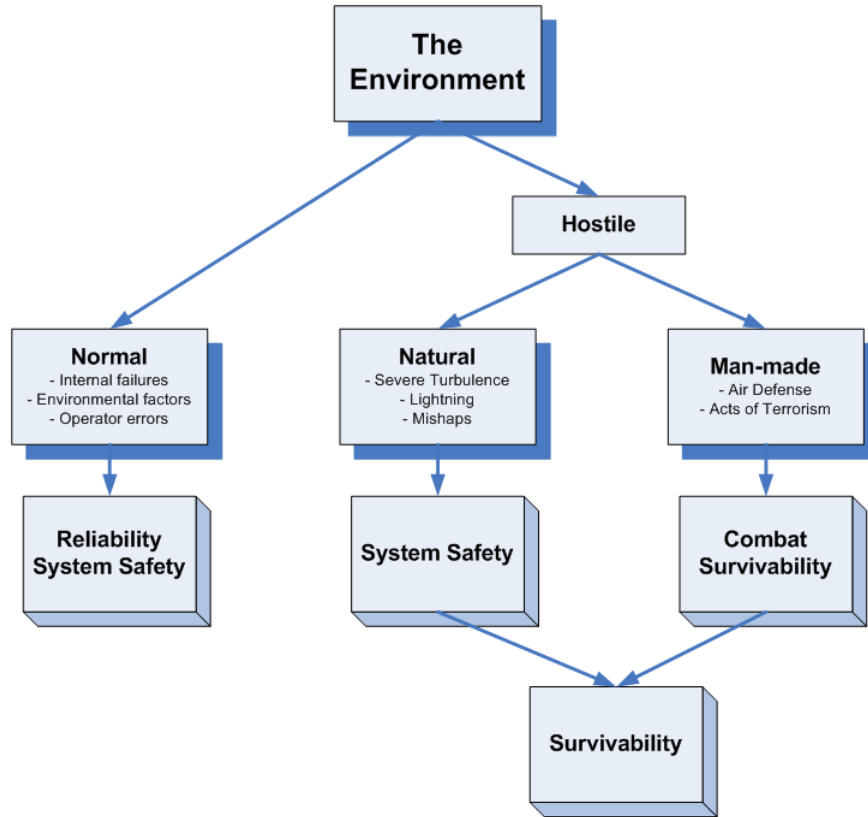 The
Environment
Hostile
Normal
- Internal failures
- Environmental factors
- Operator errors
Natural
- Severe Turbulence
- Lightning
- Mishaps
Man-made
- Air Defense
- Acts of Terrorism
Reliability
System Safety
System Safety
Combat
Survivability
Survivability